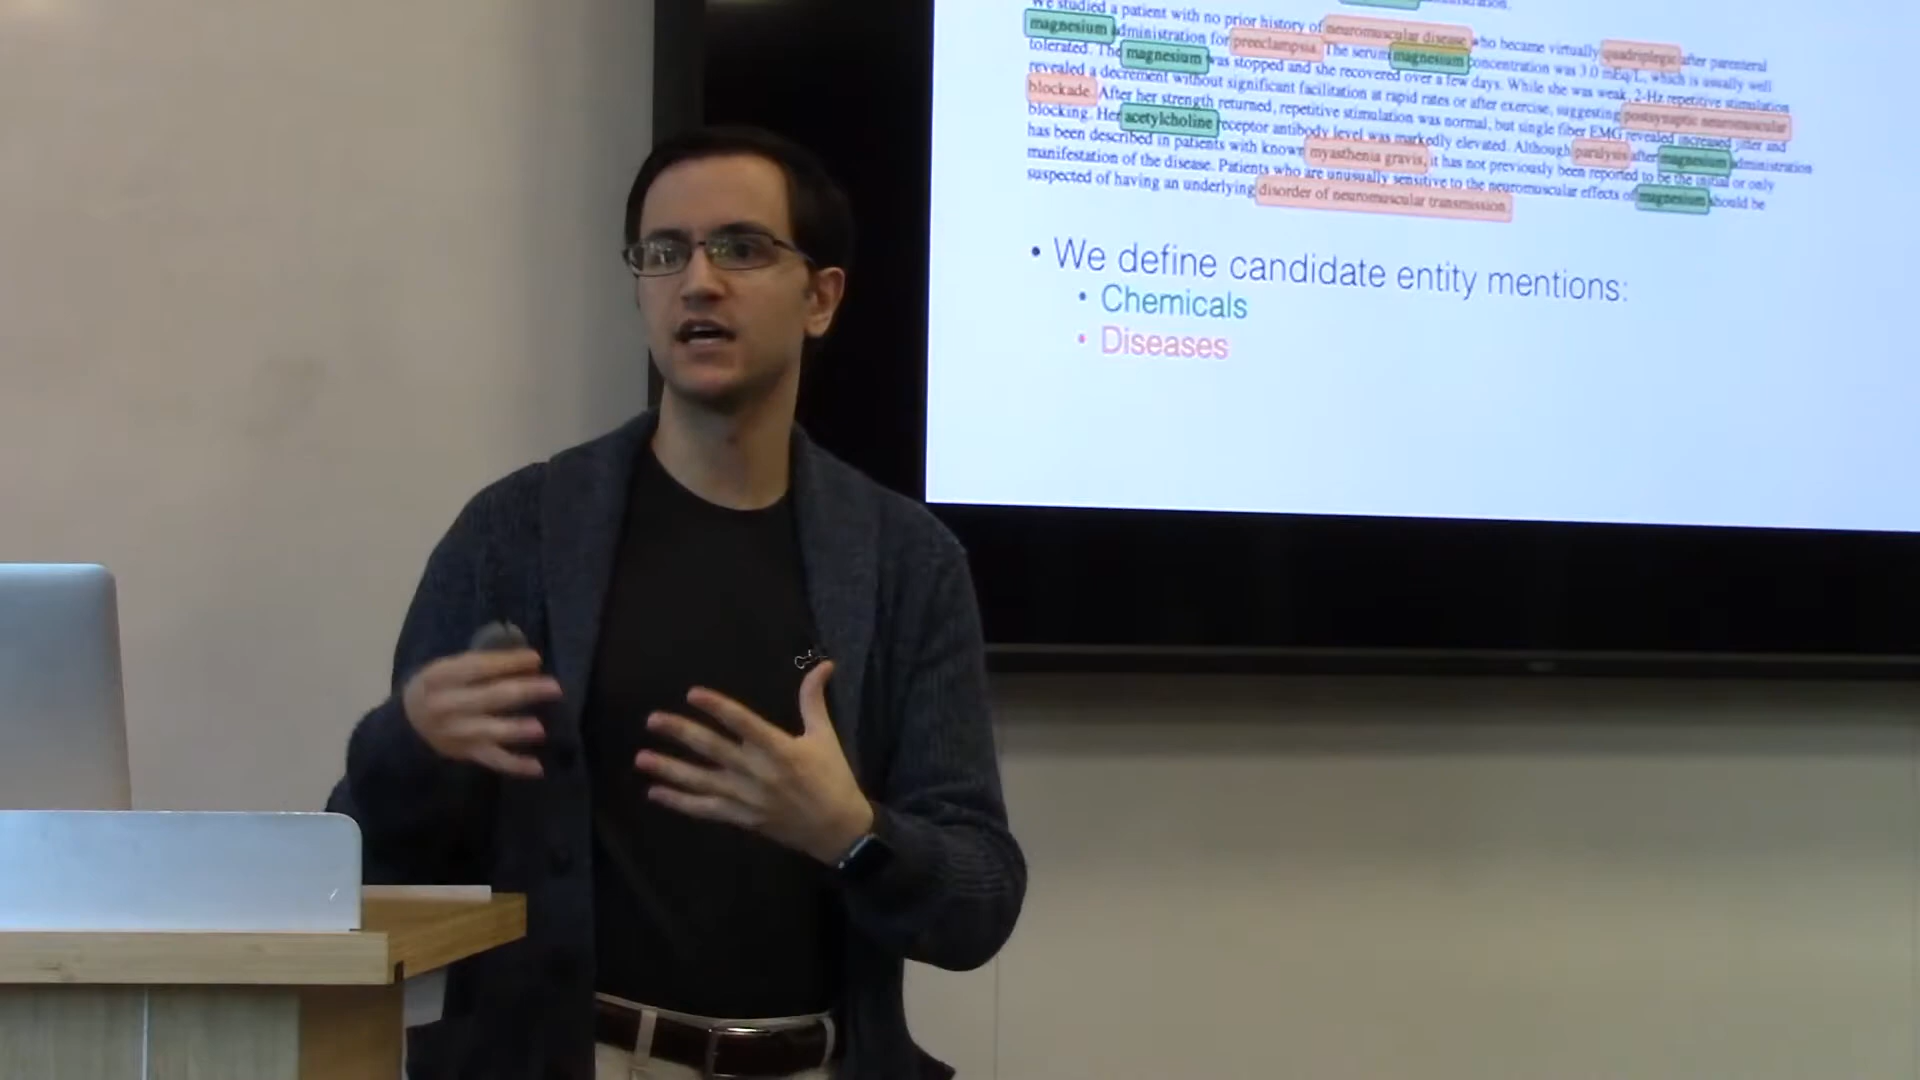 We studied a patient with no prior history of neuromuscular disease who became virtually quadriplegic after parenteral
magnesium administration for preeclampsia. The serum magnesium concentration was 3.0 mEq/L, which is usually well
tolerated. The magnesium was stopped and she recovered over a few days. While she was weak, 2-Hz repetitive stimulation
revealed a decrement without significant facilitation at rapid rates or after exercise, suggesting postsynaptic neuromuscular
blockade. After her strength returned, repetitive stimulation was normal, but single fiber EMG revealed increased jitter and
blocking. Her acetylcholine receptor antibody level was markedly elevated. Although paralysis after magnesium administration
has been described in patients with known myasthenia gravis, it has not previously been reported to be the initial or only
manifestation of the disease. Patients who are unusually sensitive to the neuromuscular effects of magnesium should be
suspected of having an underlying disorder of neuromuscular transmission.
• We define candidate entity mentions:
• Chemicals
• Diseases